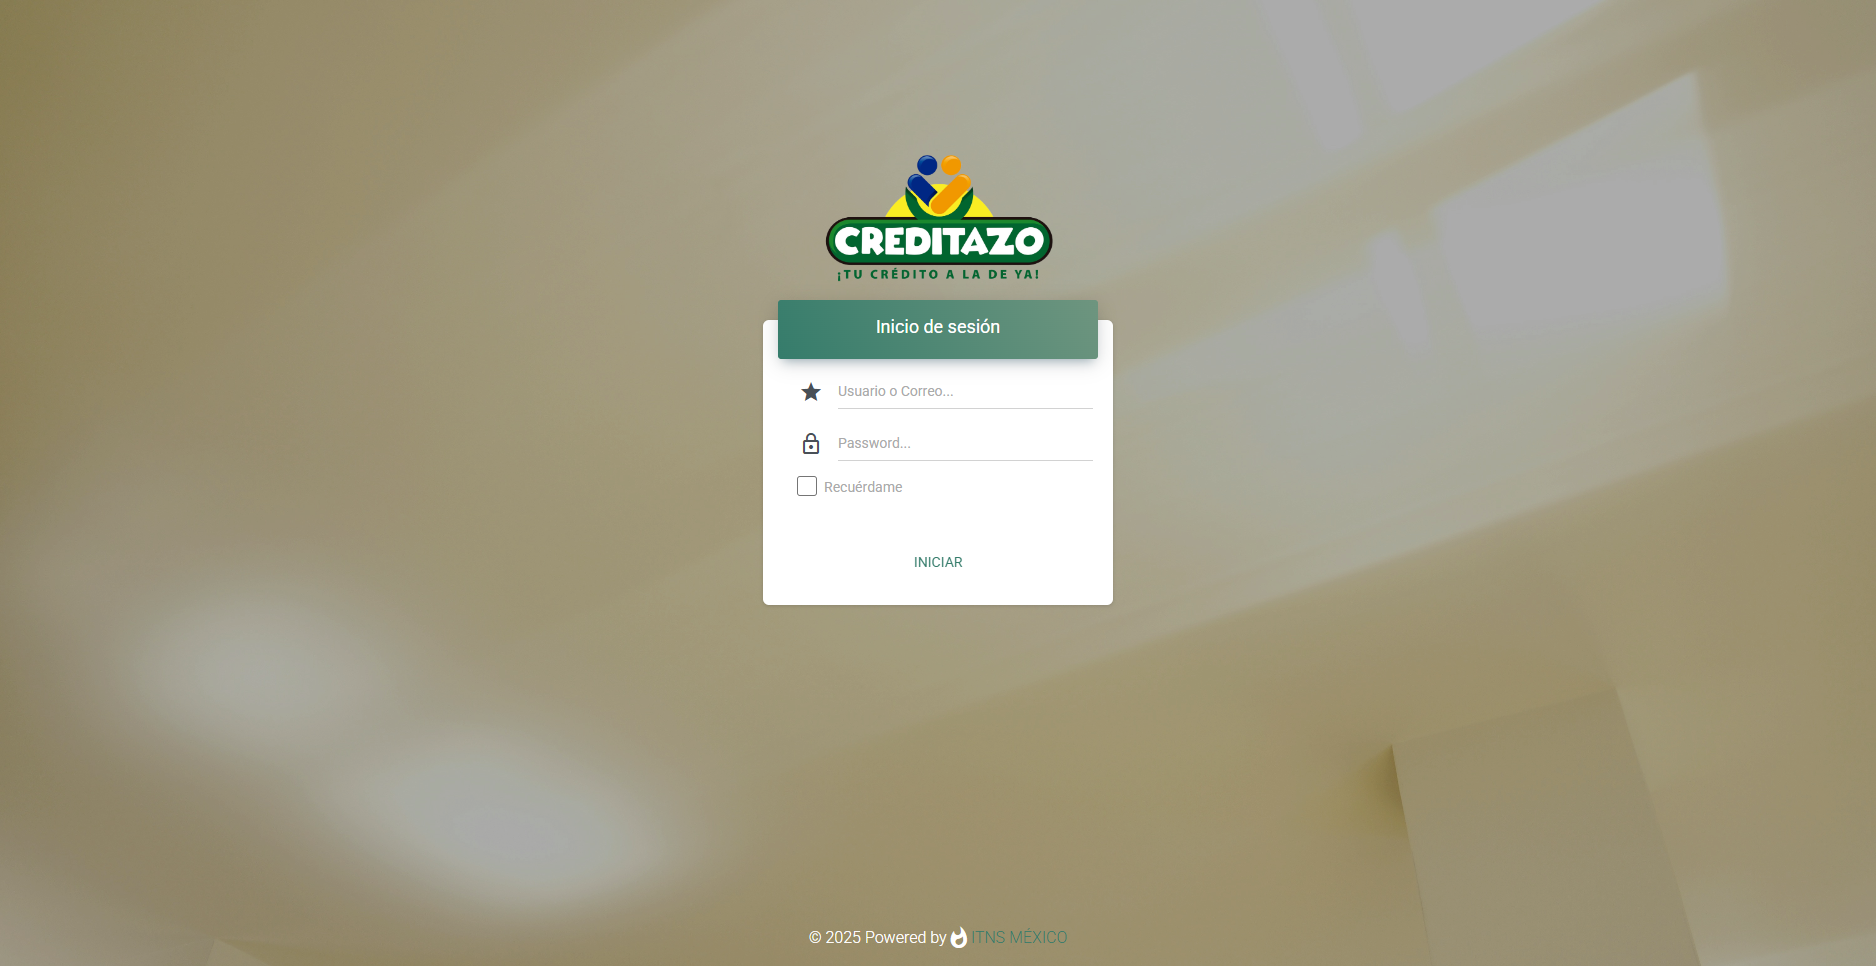 CREDITAZO
¡TU CRÉDITO A LA DE YA!
Inicio de sesión
Usuario o Correo...
Password...
Recuérdame
INICIAR
© 2025 Powered by ITNS MÉXICO